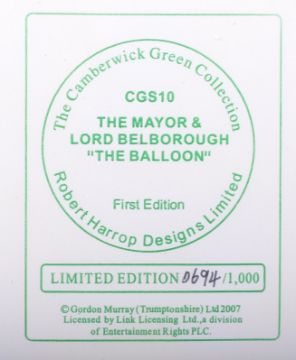 The Camberwick Green Collection
CGS10
THE MAYOR &
LORD BELBOROUGH
"THE BALLOON"
First Edition
Robert Harrop Designs Limited
LIMITED EDITION 0694/1,000
© Gordon Murray (Trumptonshire) Ltd 2007
Licensed by Link Licensing Ltd.,a division
of Entertainment Rights PLC.